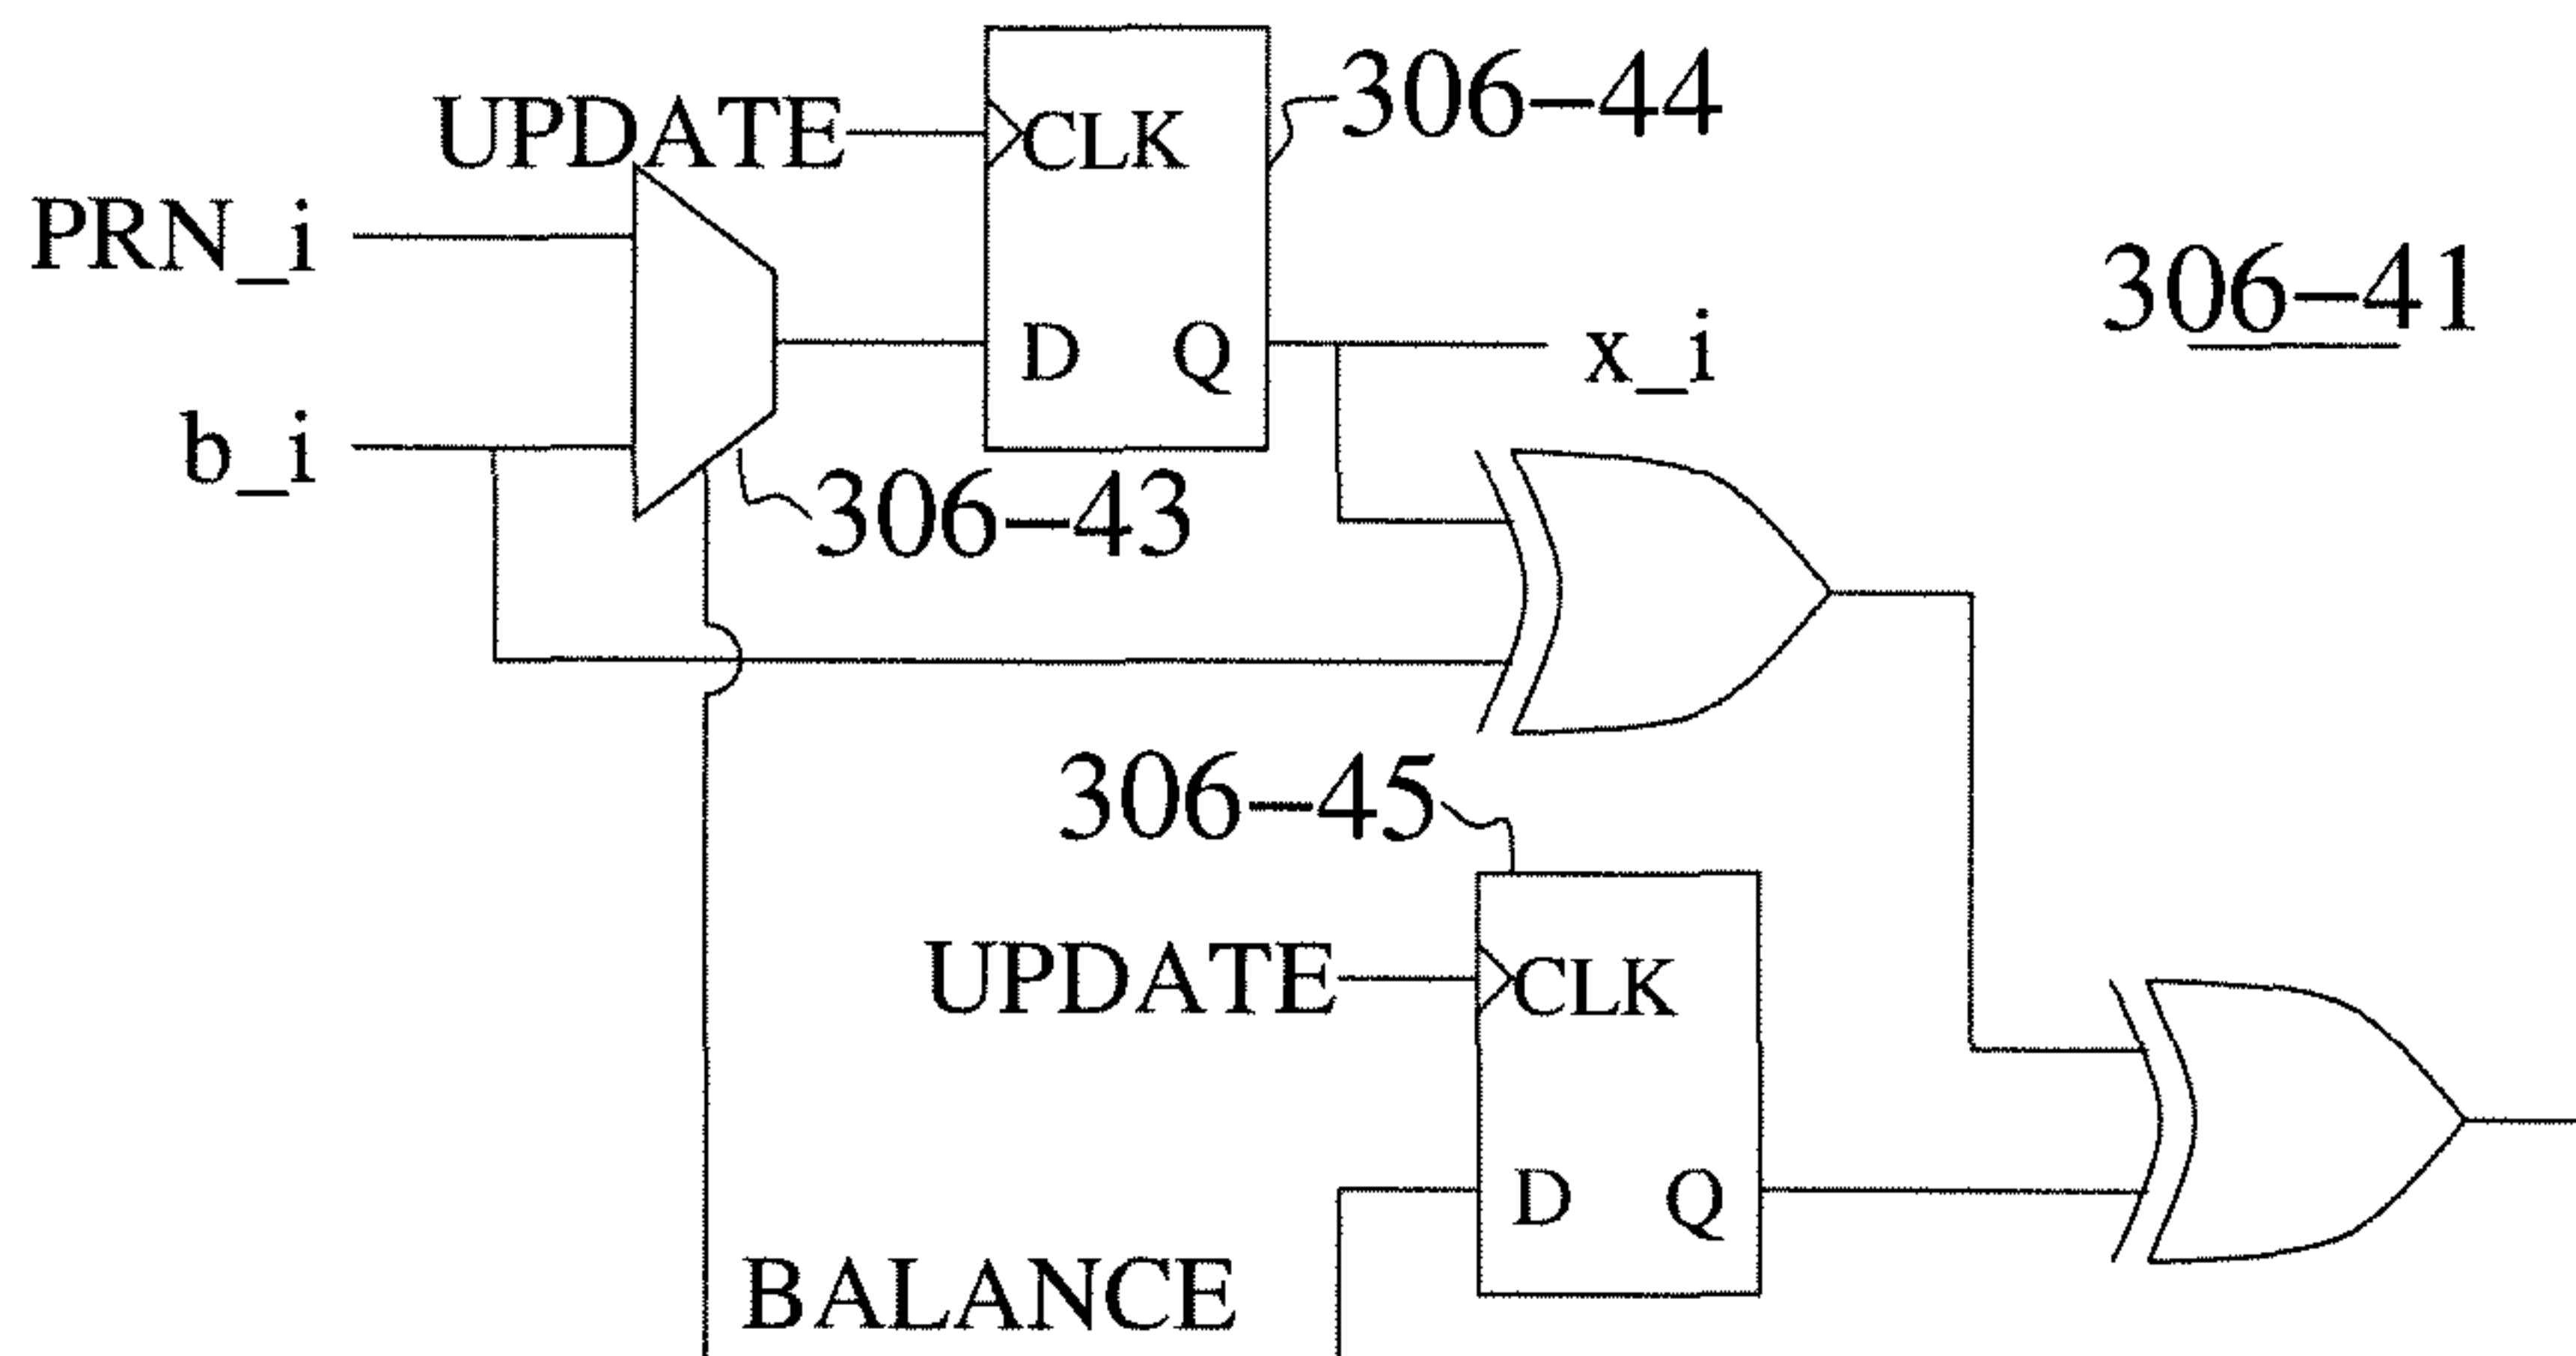 UPDATE
CLK
306-44
PRN_i
306-41
D
Q
x_i
b_i
306-43
306-45
UPDATE
CLK
D
Q
BALANCE